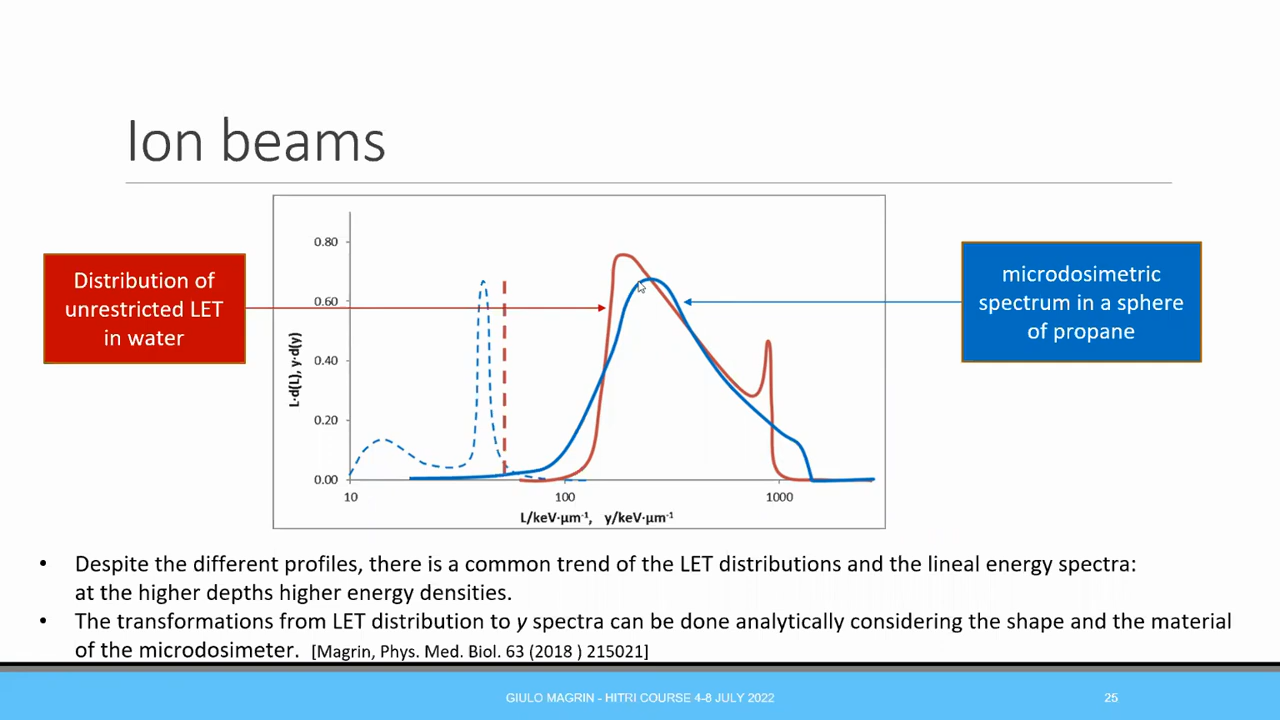 Ion beams
Distribution of
unrestricted LET
in water
microdosimetric
spectrum in a sphere
of propane
L·d(L), y·d(y)
0.80
0.60
0.40
0.20
0.00
10
100
1000
L/keV·µm⁻¹, y/keV·µm⁻¹
• Despite the different profiles, there is a common trend of the LET distributions and the lineal energy spectra:
at the higher depths higher energy densities.
• The transformations from LET distribution to y spectra can be done analytically considering the shape and the material
of the microdosimeter. [Magrin, Phys. Med. Biol. 63 (2018 ) 215021]
GIULO MAGRIN - HITRI COURSE 4-8 JULY 2022
25